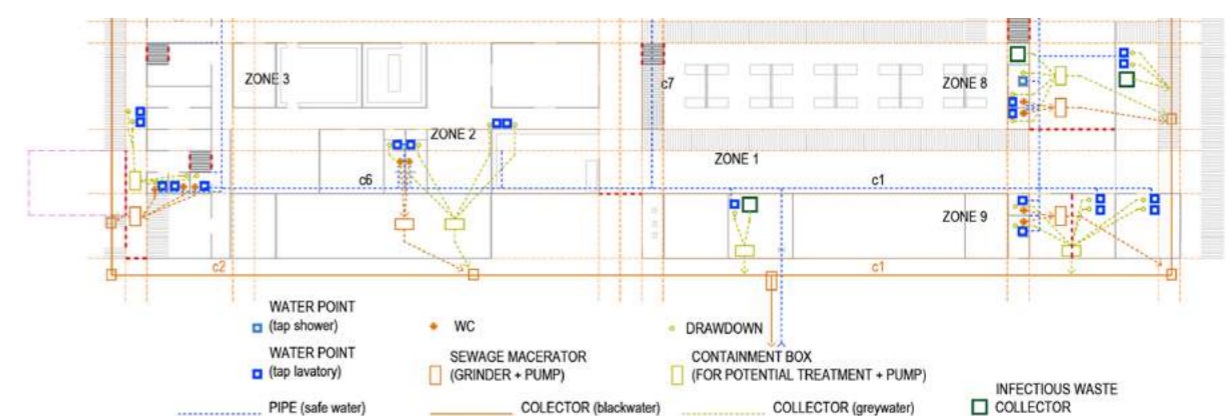 ZONE 3
c7
ZONE 8
ZONE 2
ZONE 1
c6
c1
ZONE 9
c2
c1
WATER POINT
(tap shower)
WC
DRAWDOWN
WATER POINT
(tap lavatory)
SEWAGE MACERATOR
(GRINDER + PUMP)
CONTAINMENT BOX
(FOR POTENTIAL TREATMENT + PUMP)
INFECTIOUS WASTE
COLLECTOR
PIPE (safe water)
COLECTOR (blackwater)
COLLECTOR (greywater)